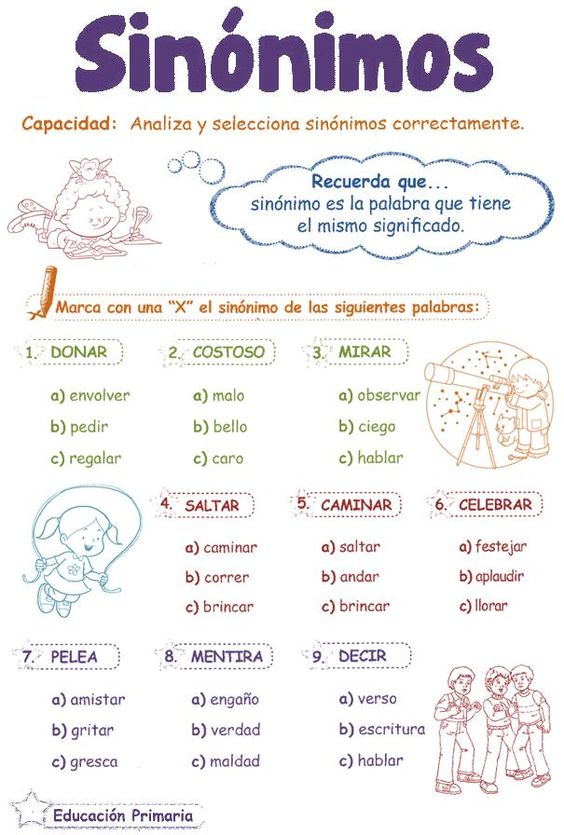 Sinónimos
Capacidad: Analiza y selecciona sinónimos correctamente.
Recuerda que...
sinónimo es la palabra que tiene
el mismo significado.
Marca con una "X" el sinónimo de las siguientes palabras:
1. DONAR
a) envolver
b) pedir
c) regalar
2. COSTOSO
a) malo
b) bello
c) caro
3. MIRAR
a) observar
b) ciego
c) hablar
4. SALTAR
a) caminar
b) correr
c) brincar
5. CAMINAR
a) saltar
b) andar
c) brincar
6. CELEBRAR
a) festejar
b) aplaudir
c) llorar
7. PELEA
a) amistar
b) gritar
c) gresca
8. MENTIRA
a) engaño
b) verdad
c) maldad
9. DECIR
a) verso
b) escritura
c) hablar
Educación Primaria